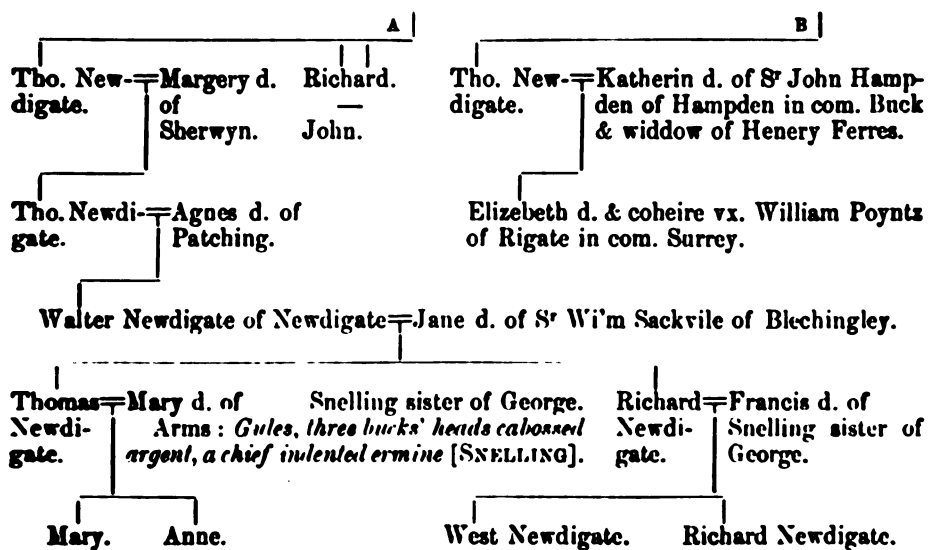 A
B
Tho. New- Margery d. Richard. Tho. New- Katherin d. of Sr John Hamp-
digate. of — digate. den of Hampden in com. Buck
Sherwyn. John. & widdow of Henery Ferres.
Tho. Newdi- Agnes d. of Elizebeth d. & coheire vx. William Poyntz
gate. Patching. of Rigate in com. Surrey.
Walter Newdigate of Newdigate Jane d. of Sr Wi'm Sackvile of Blechingley.
Thomas Mary d. of Snelling sister of George. Richard Francis d. of
Newdi- Arms : Gules, three bucks' heads cabossed Newdi- Snelling sister of
gate. argent, a chief indented ermine [SNELLING]. gate. George.
Mary. Anne. West Newdigate. Richard Newdigate.